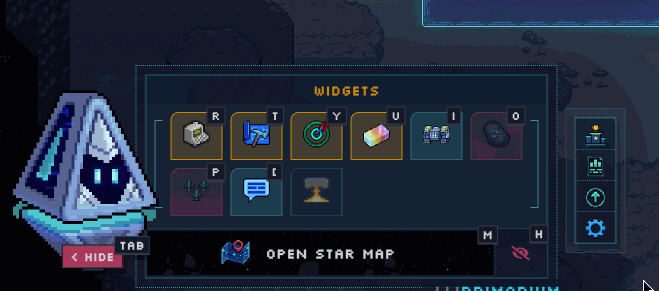 WIDGETS
R T Y U I O
P [
TAB
< HIDE
OPEN STAR MAP M H